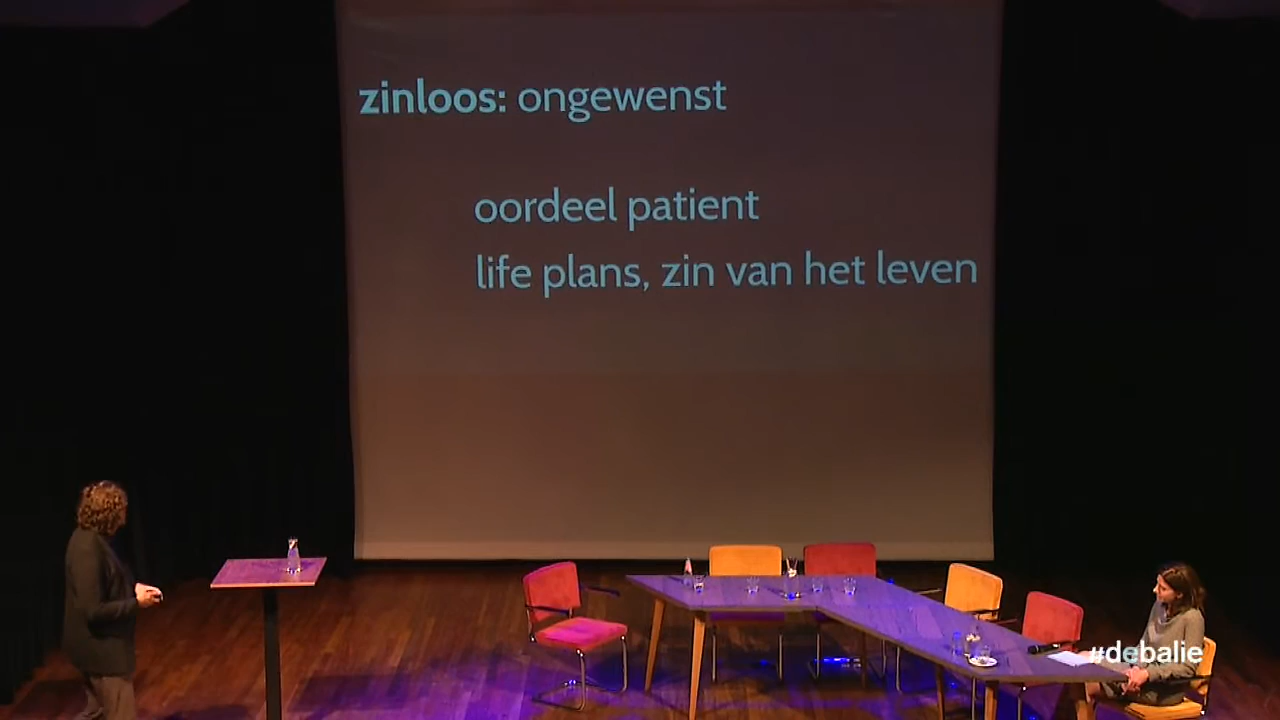 zinloos: ongewenst
oordeel patient
life plans, zin van het leven
#debalie